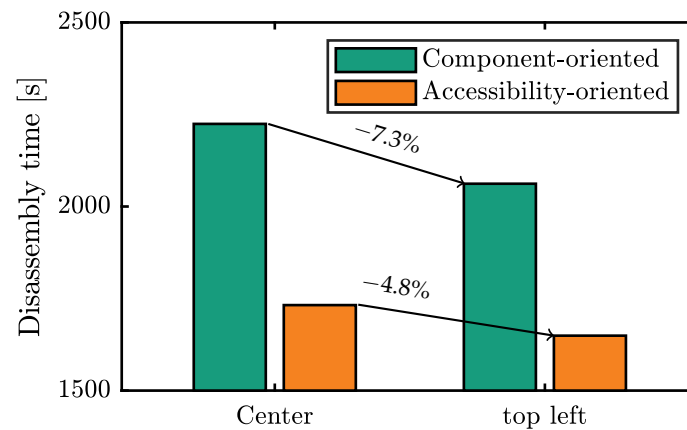 2500
2000
1500
Disassembly time [s]
Component-oriented
Accessibility-oriented
−7.3%
−4.8%
Center
top left